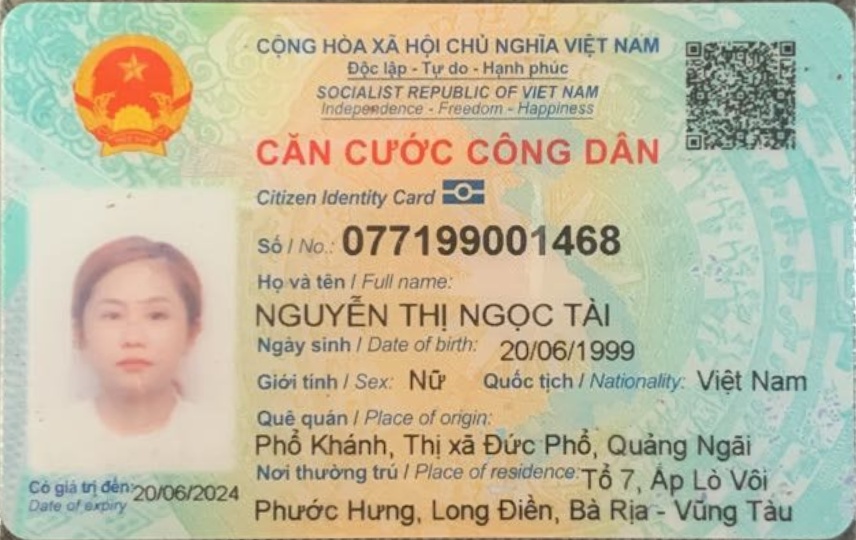 CỘNG HÒA XÃ HỘI CHỦ NGHĨA VIỆT NAM
Độc lập - Tự do - Hạnh phúc
SOCIALIST REPUBLIC OF VIET NAM
Independence - Freedom - Happiness
CĂN CƯỚC CÔNG DÂN
Citizen Identity Card
Số / No.: 077199001468
Họ và tên / Full name:
NGUYỄN THỊ NGỌC TÀI
Ngày sinh / Date of birth: 20/06/1999
Giới tính / Sex: Nữ Quốc tịch / Nationality: Việt Nam
Quê quán / Place of origin:
Phổ Khánh, Thị xã Đức Phổ, Quảng Ngãi
Nơi thường trú / Place of residence: Tổ 7, Ấp Lò Vôi
Phước Hưng, Long Điền, Bà Rịa - Vũng Tàu
Có giá trị đến: 20/06/2024
Date of expiry